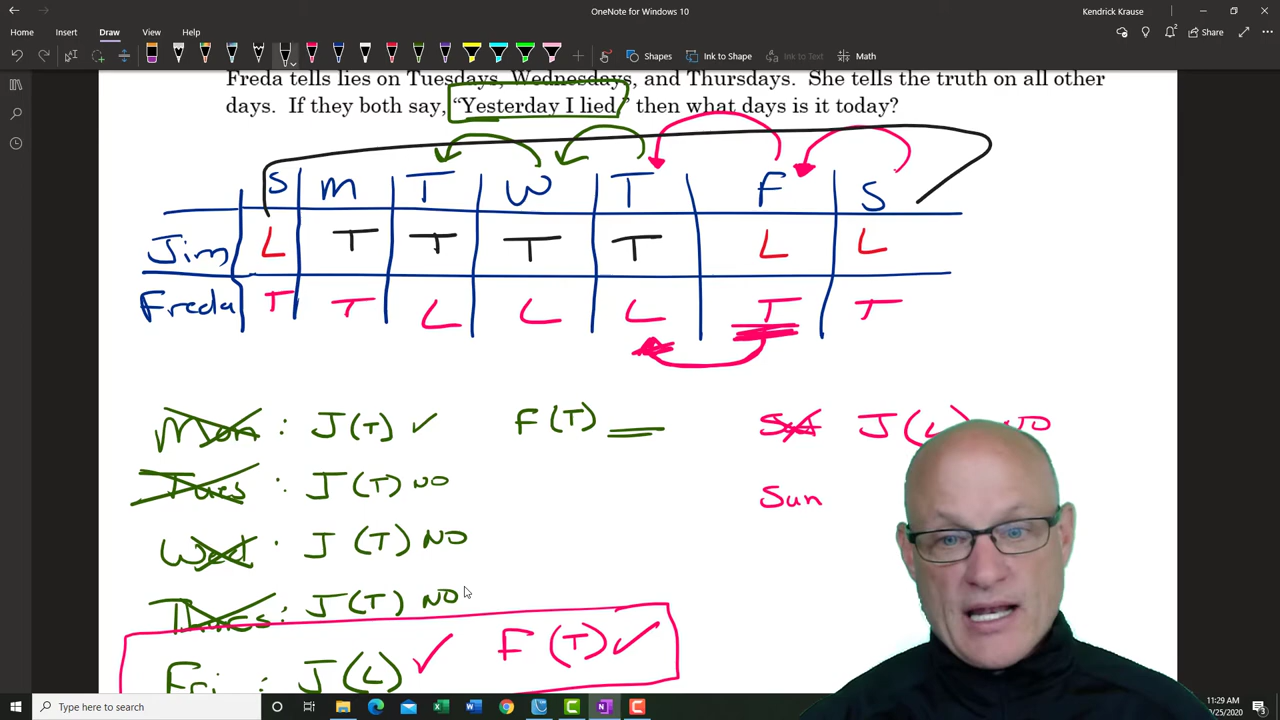 OneNote for Windows 10
Kendrick Krause
Home Insert Draw View Help
Share
Shapes Ink to Shape Ink to Text Math
Freda tells lies on Tuesdays, Wednesdays, and Thursdays. She tells the truth on all other
days. If they both say, “Yesterday I lied,” then what days is it today?
S M T W T F S
Jim L T T T T L L
Freda T T L L L T T
Mon : J(T) ✓ F(T)
Sat J(L) NO
Tues : J(T) NO
Sun
Wed : J(T) NO
Thurs : J(T) NO
Fri : J(L) ✓ F(T) ✓
Type here to search
11:29 AM